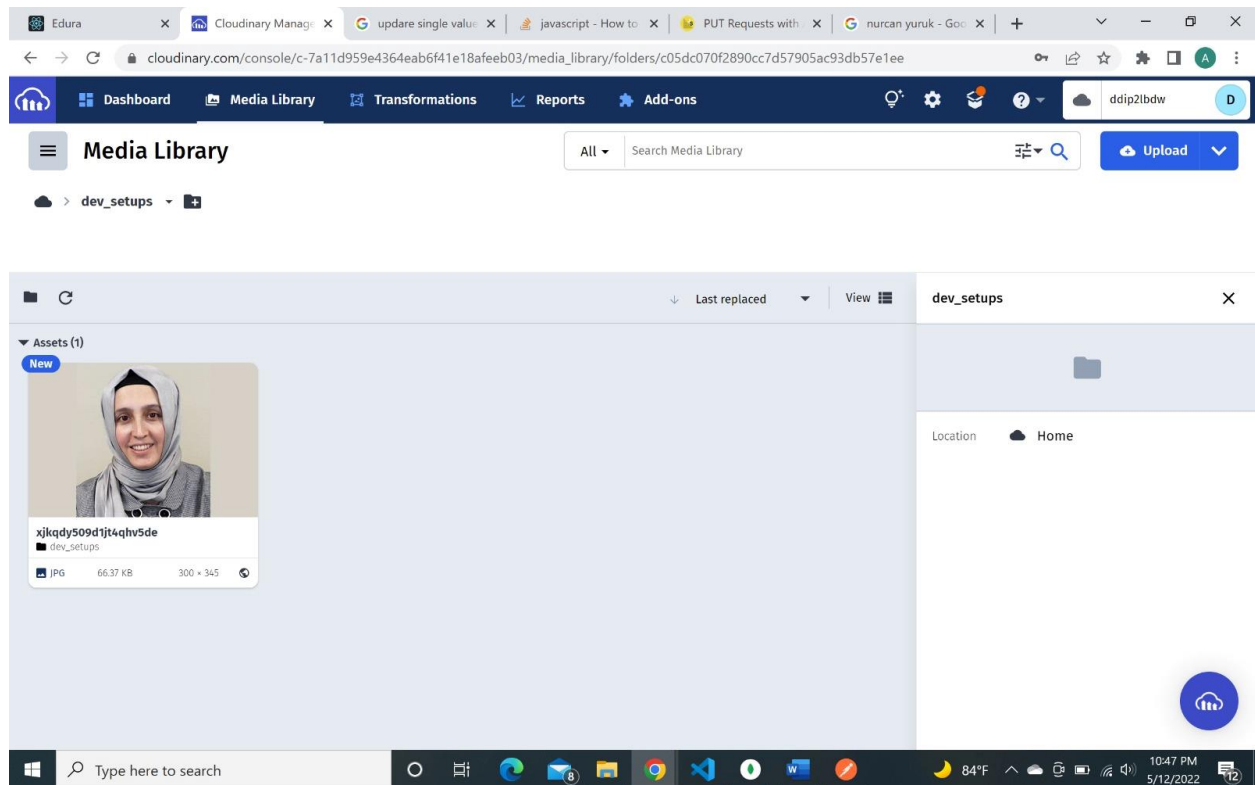 Edura
Cloudinary Manage
updare single value
javascript - How to
PUT Requests with
nurcan yuruk - Goo
cloudinary.com/console/c-7a11d959e4364eab6f41e18afeeb03/media_library/folders/c05dc070f2890cc7d57905ac93db57e1ee
A
Dashboard
Media Library
Transformations
Reports
Add-ons
ddip2lbdw
D
Media Library
All
Search Media Library
Upload
dev_setups
Last replaced
View
dev_setups
Assets (1)
New
Location
Home
xjkqdy509d1jt4qhv5de
dev_setups
JPG 66.37 KB 300 × 345
Type here to search
8
84°F
10:47 PM
5/12/2022
12